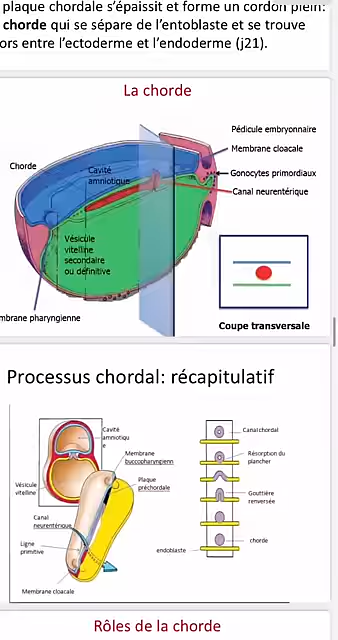 plaque chordale s’épaissit et forme un cordon plein:
chorde qui se sépare de l’entoblaste et se trouve
ors entre l’ectoderme et l’endoderme (j21).
La chorde
Pédicule embryonnaire
Membrane cloacale
Chorde
Cavité
amniotique
Gonocytes primordiaux
Canal neurentérique
Vésicule
vitelline
secondaire
ou définitive
mbrane pharyngienne
Coupe transversale
Processus chordal: récapitulatif
Cavité
amniotiqu
e
Membrane
buccopharyngienn
Plaque
préchordale
Vésicule
vitelline
Canal
neurentérique
Ligne
primitive
Membrane cloacale
Canal chordal
Résorption du
plancher
Gouttière
renversée
chorde
endoblaste
Rôles de la chorde